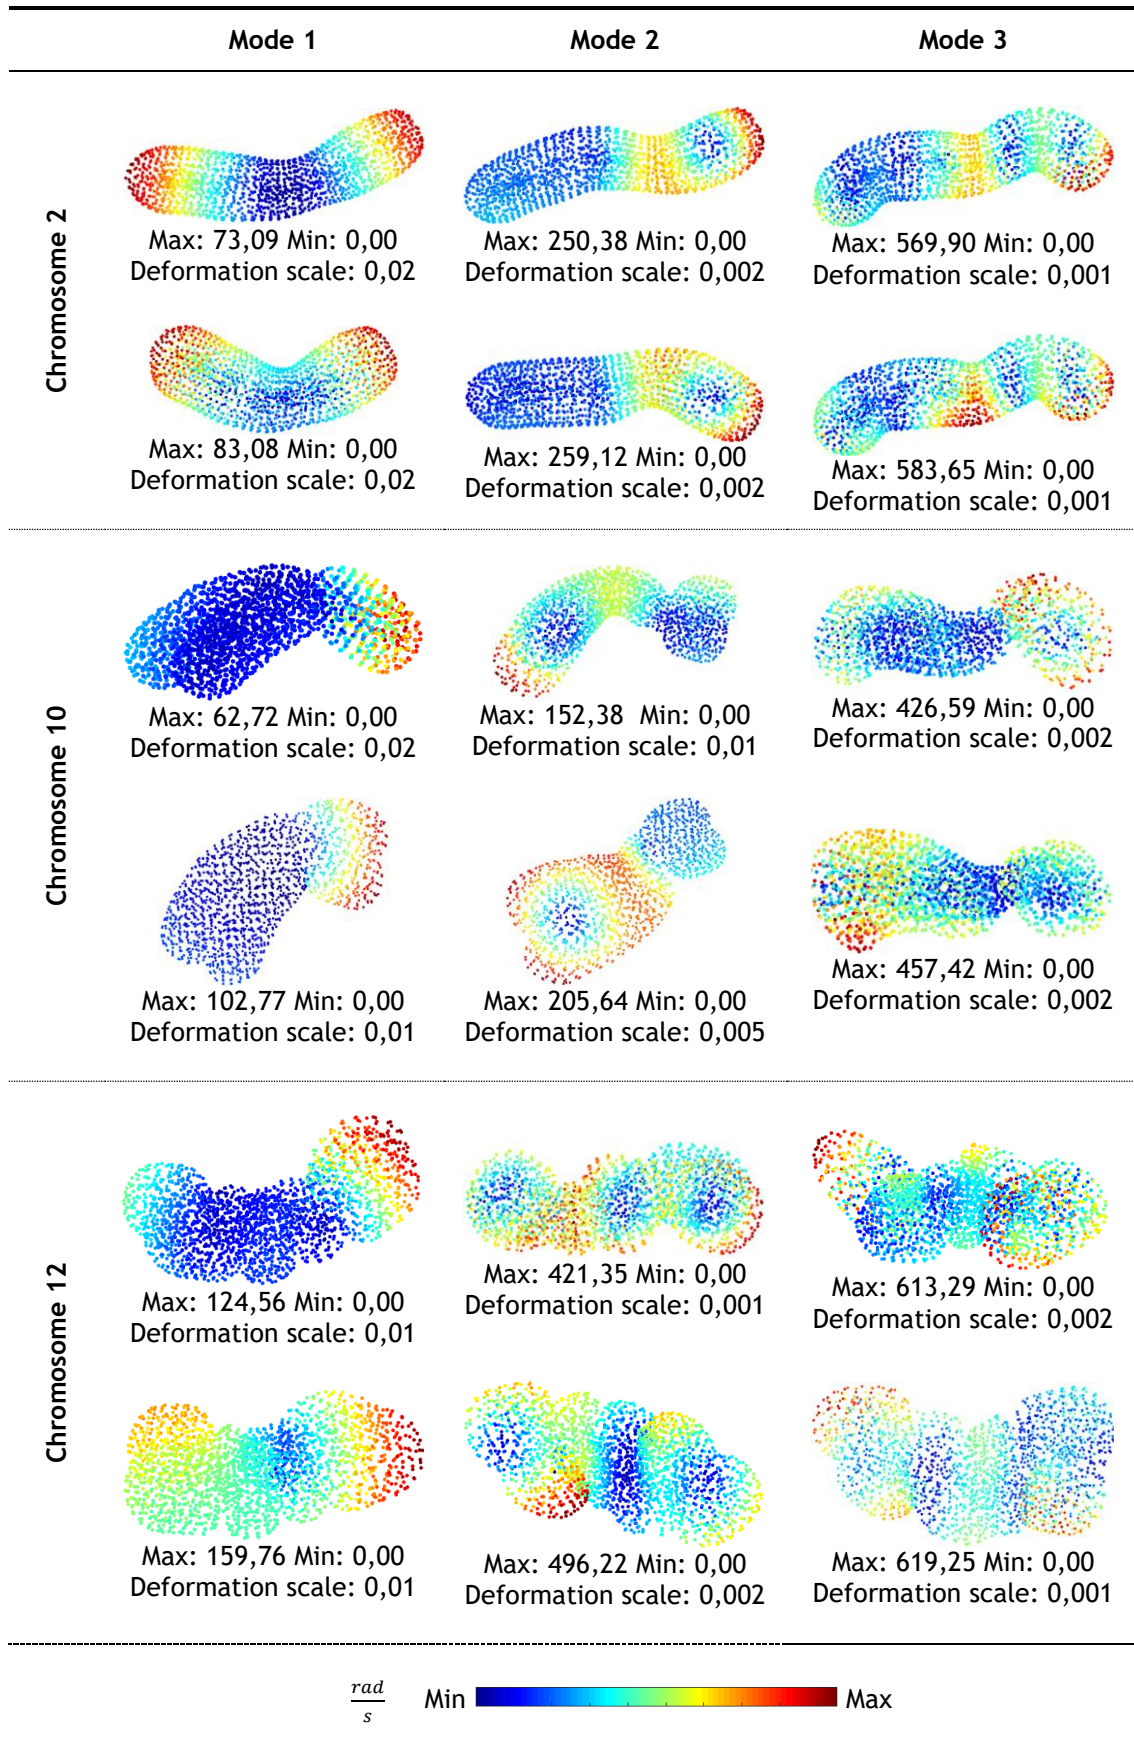 Mode 1 Mode 2 Mode 3
Chromosome 2
Max: 73,09 Min: 0,00
Deformation scale: 0,02
Max: 250,38 Min: 0,00
Deformation scale: 0,002
Max: 569,90 Min: 0,00
Deformation scale: 0,001
Max: 83,08 Min: 0,00
Deformation scale: 0,02
Max: 259,12 Min: 0,00
Deformation scale: 0,002
Max: 583,65 Min: 0,00
Deformation scale: 0,001
Chromosome 10
Max: 62,72 Min: 0,00
Deformation scale: 0,02
Max: 152,38 Min: 0,00
Deformation scale: 0,01
Max: 426,59 Min: 0,00
Deformation scale: 0,002
Max: 102,77 Min: 0,00
Deformation scale: 0,01
Max: 205,64 Min: 0,00
Deformation scale: 0,005
Max: 457,42 Min: 0,00
Deformation scale: 0,002
Chromosome 12
Max: 124,56 Min: 0,00
Deformation scale: 0,01
Max: 421,35 Min: 0,00
Deformation scale: 0,001
Max: 613,29 Min: 0,00
Deformation scale: 0,002
Max: 159,76 Min: 0,00
Deformation scale: 0,01
Max: 496,22 Min: 0,00
Deformation scale: 0,002
Max: 619,25 Min: 0,00
Deformation scale: 0,001
rad
s
Min Max